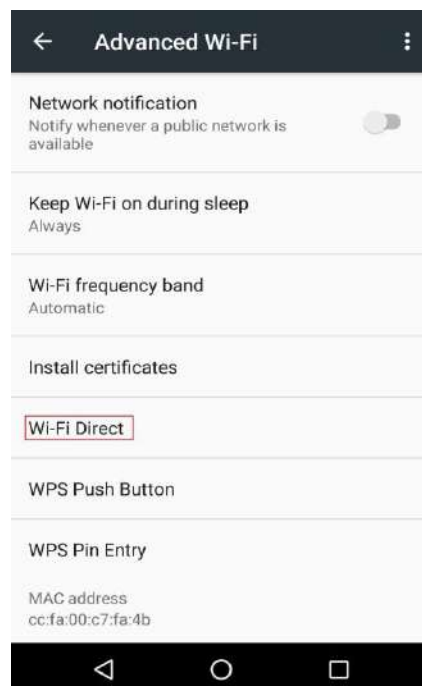 Advanced Wi-Fi
Network notification
Notify whenever a public network is
available
Keep Wi-Fi on during sleep
Always
Wi-Fi frequency band
Automatic
Install certificates
Wi-Fi Direct
WPS Push Button
WPS Pin Entry
MAC address
cc:fa:00:c7:fa:4b